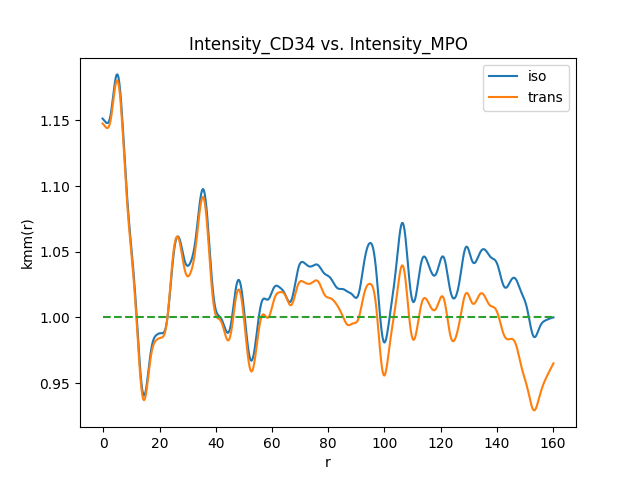 Intensity_CD34 vs. Intensity_MPO
iso
trans
kmm(r)
1.15
1.10
1.05
1.00
0.95
0 20 40 60 80 100 120 140 160
r